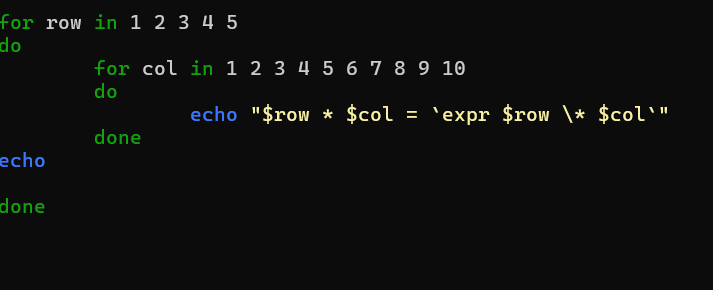 for row in 1 2 3 4 5
do
        for col in 1 2 3 4 5 6 7 8 9 10
        do
                echo "$row * $col = `expr $row \* $col`"
        done
echo

done